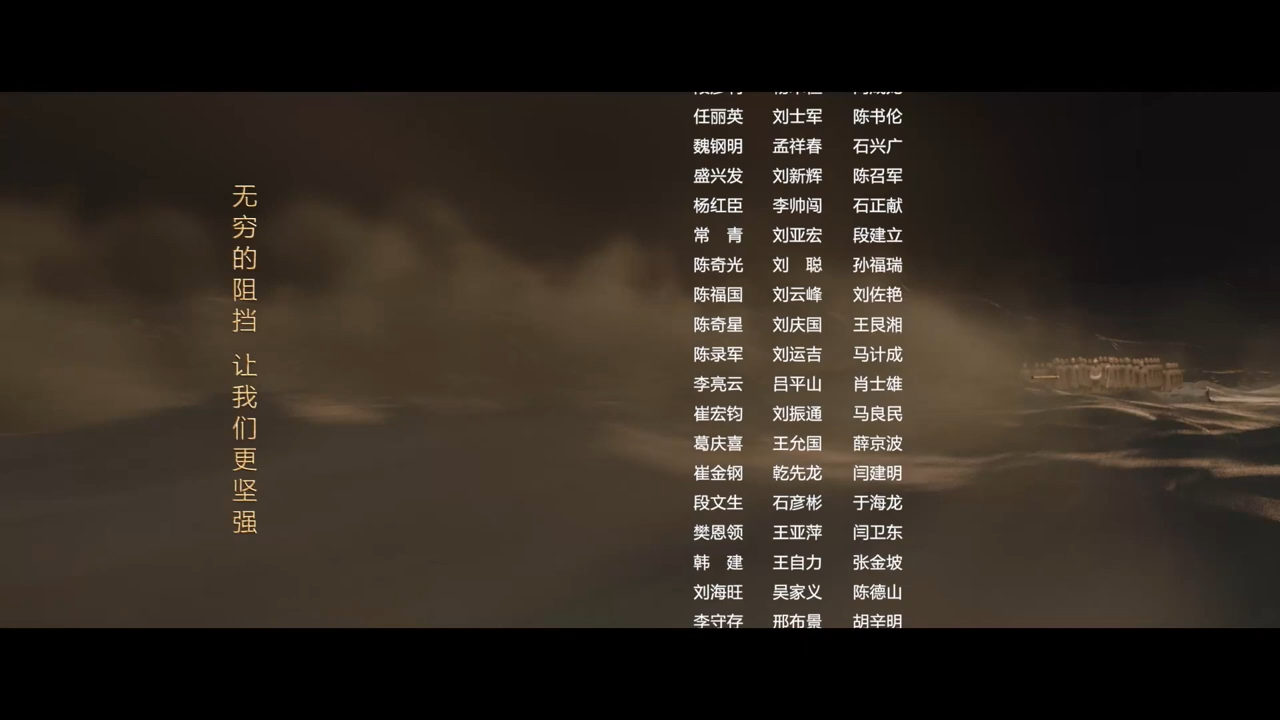 无穷的阻挡 让我们更坚强
任丽英 刘士军 陈书伦
魏钢明 孟祥春 石兴广
盛兴发 刘新辉 陈召军
杨红臣 李帅闯 石正献
常 青 刘亚宏 段建立
陈奇光 刘 聪 孙福瑞
陈福国 刘云峰 刘佐艳
陈奇星 刘庆国 王艮湘
陈录军 刘运吉 马计成
李亮云 吕平山 肖士雄
崔宏钧 刘振通 马良民
葛庆喜 王允国 薛京波
崔金钢 乾先龙 闫建明
段文生 石彦彬 于海龙
樊恩领 王亚萍 闫卫东
韩 建 王自力 张金坡
刘海旺 吴家义 陈德山
李守存 邢布景 胡辛明